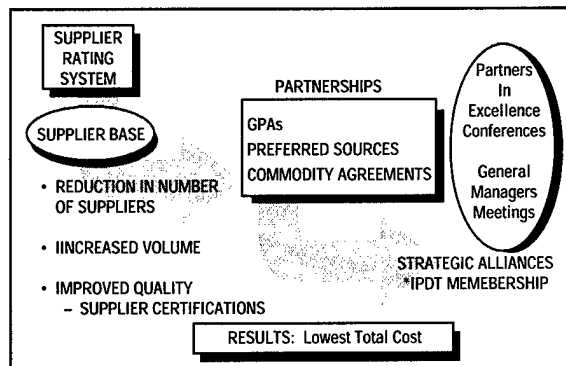 SUPPLIER
RATING
SYSTEM
SUPPLIER BASE
• REDUCTION IN NUMBER
OF SUPPLIERS
• IINCREASED VOLUME
• IMPROVED QUALITY
– SUPPLIER CERTIFICATIONS
PARTNERSHIPS
GPAs
PREFERRED SOURCES
COMMODITY AGREEMENTS
Partners
In
Excellence
Conferences
General
Managers
Meetings
STRATEGIC ALLIANCES
*IPDT MEMEBERSHIP
RESULTS: Lowest Total Cost